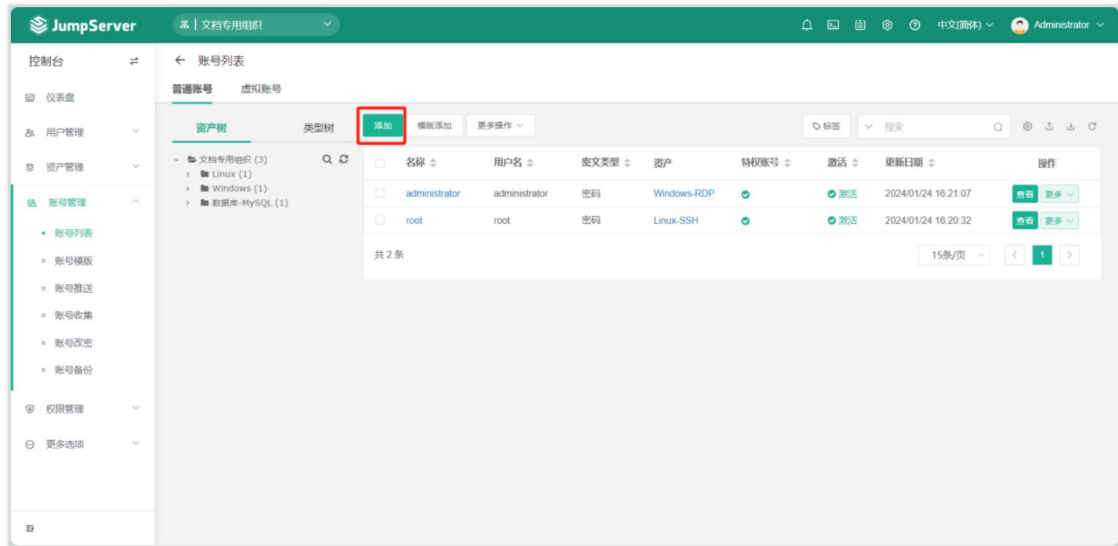 JumpServer
文档专用组织
中文(简体)
Administrator
控制台
仪表盘
用户管理
资产管理
账号管理
账号列表
账号模版
账号推送
账号收集
账号改密
账号备份
权限管理
更多选项
账号列表
普通账号 虚拟账号
资产树 类型树
文档专用组织 (3)
Linux (1)
Windows (1)
数据库-MySQL (1)
添加 模板添加 更多操作 标签 搜索
名称 用户名 密文类型 资产 特权账号 激活 更新日期 操作
administrator administrator 密码 Windows-RDP 激活 2024/01/24 16:21:07 查看 更多
root root 密码 Linux-SSH 激活 2024/01/24 16:20:32 查看 更多
共 2 条 15条/页 1